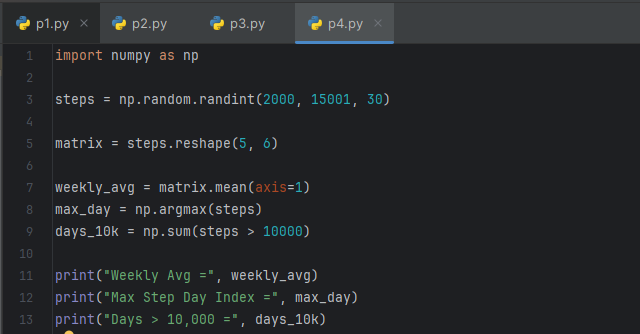 p1.py p2.py p3.py p4.py
1 import numpy as np
2
3 steps = np.random.randint(2000, 15001, 30)
4
5 matrix = steps.reshape(5, 6)
6
7 weekly_avg = matrix.mean(axis=1)
8 max_day = np.argmax(steps)
9 days_10k = np.sum(steps > 10000)
10
11 print("Weekly Avg =", weekly_avg)
12 print("Max Step Day Index =", max_day)
13 print("Days > 10,000 =", days_10k)